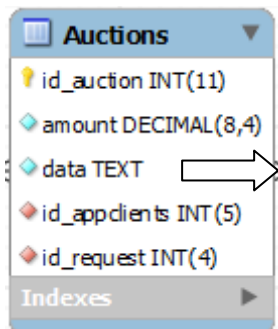 Auctions
id_auction INT(11)
amount DECIMAL(8,4)
data TEXT
id_appclients INT(5)
id_request INT(4)
Indexes